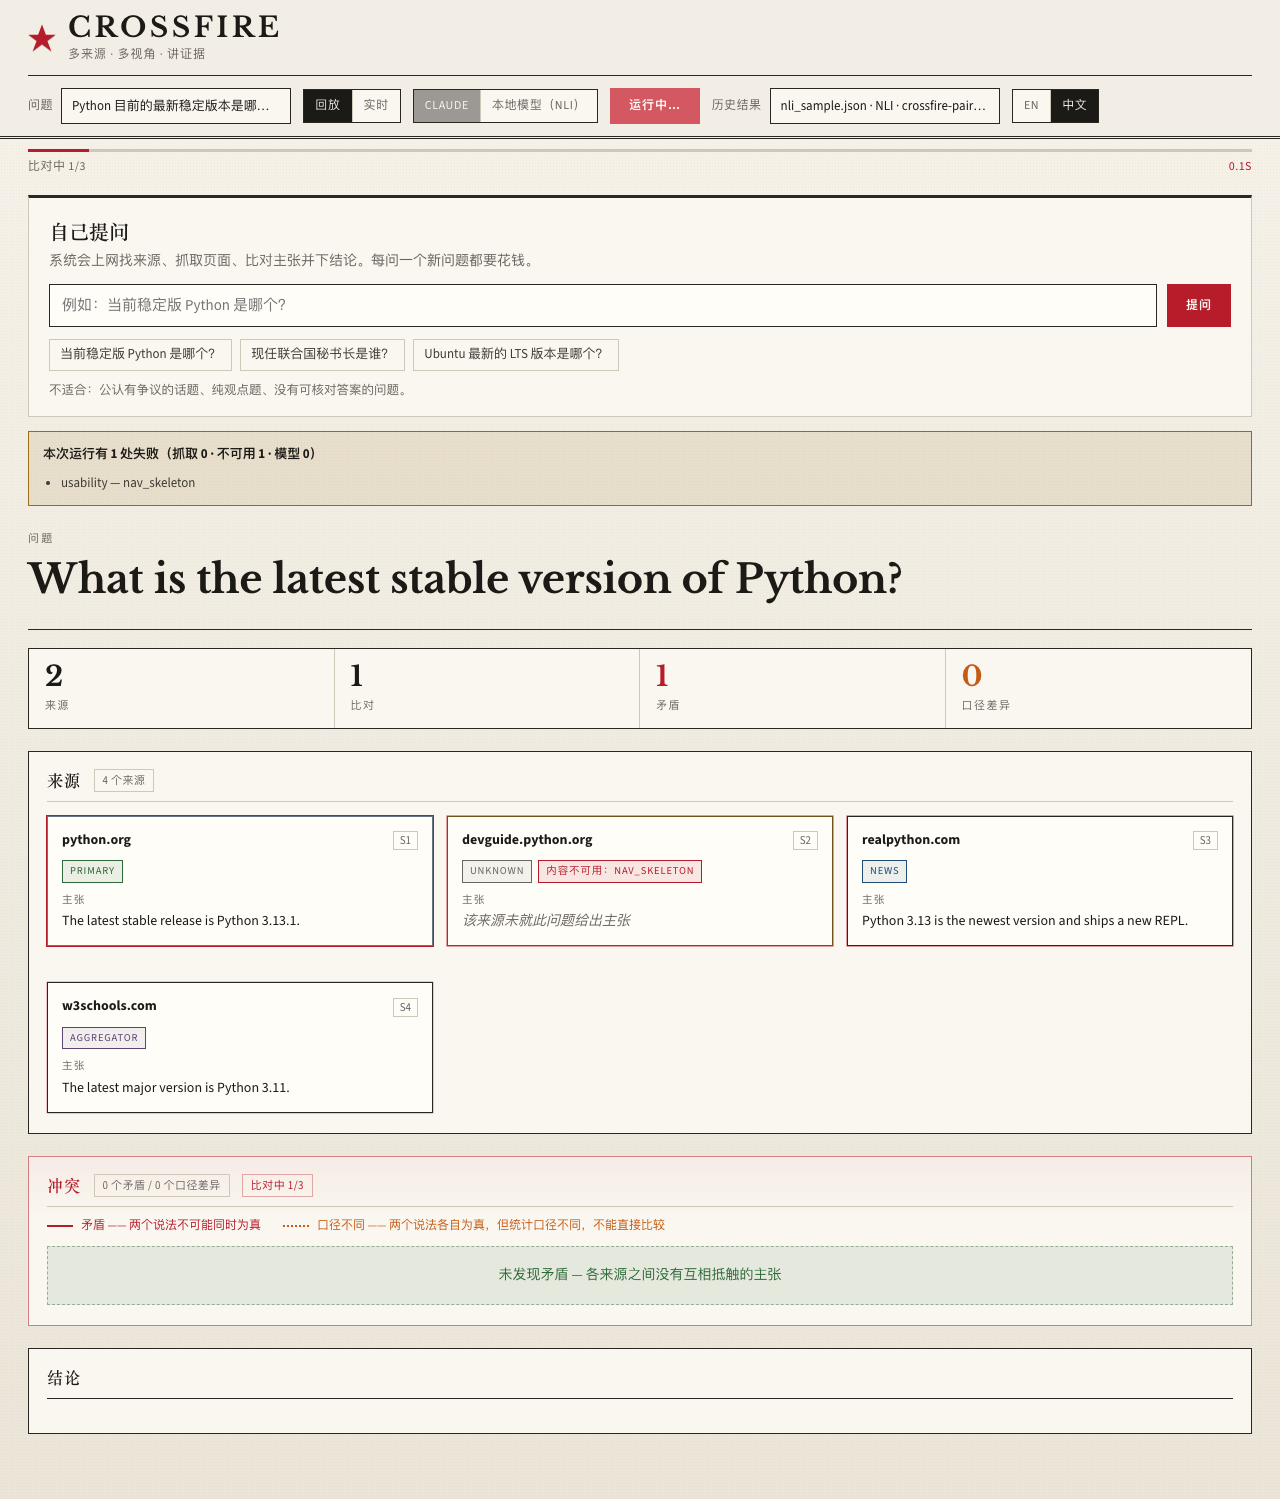 CROSSFIRE
多来源 · 多视角 · 讲证据
问题
Python 目前的最新稳定版本是哪…
回放
实时
CLAUDE
本地模型（NLI）
运行中…
历史结果
nli_sample.json · NLI · crossfire-pair…
EN
中文
比对中 1/3
0.1S
自己提问
系统会上网找来源、抓取页面、比对主张并下结论。每问一个新问题都要花钱。
例如：当前稳定版 Python 是哪个？
提问
当前稳定版 Python 是哪个？
现任联合国秘书长是谁？
Ubuntu 最新的 LTS 版本是哪个？
不适合：公认有争议的话题、纯观点题、没有可核对答案的问题。
本次运行有 1 处失败（抓取 0 · 不可用 1 · 模型 0）
• usability — nav_skeleton
问题
What is the latest stable version of Python?
2
来源
1
比对
1
矛盾
0
口径差异
来源
4 个来源
python.org
S1
PRIMARY
主张
The latest stable release is Python 3.13.1.
devguide.python.org
S2
UNKNOWN
内容不可用：NAV_SKELETON
主张
该来源未就此问题给出主张
realpython.com
S3
NEWS
主张
Python 3.13 is the newest version and ships a new REPL.
w3schools.com
S4
AGGREGATOR
主张
The latest major version is Python 3.11.
冲突
0 个矛盾 / 0 个口径差异
比对中 1/3
矛盾 —— 两个说法不可能同时为真
口径不同 —— 两个说法各自为真，但统计口径不同，不能直接比较
未发现矛盾 — 各来源之间没有互相抵触的主张
结论